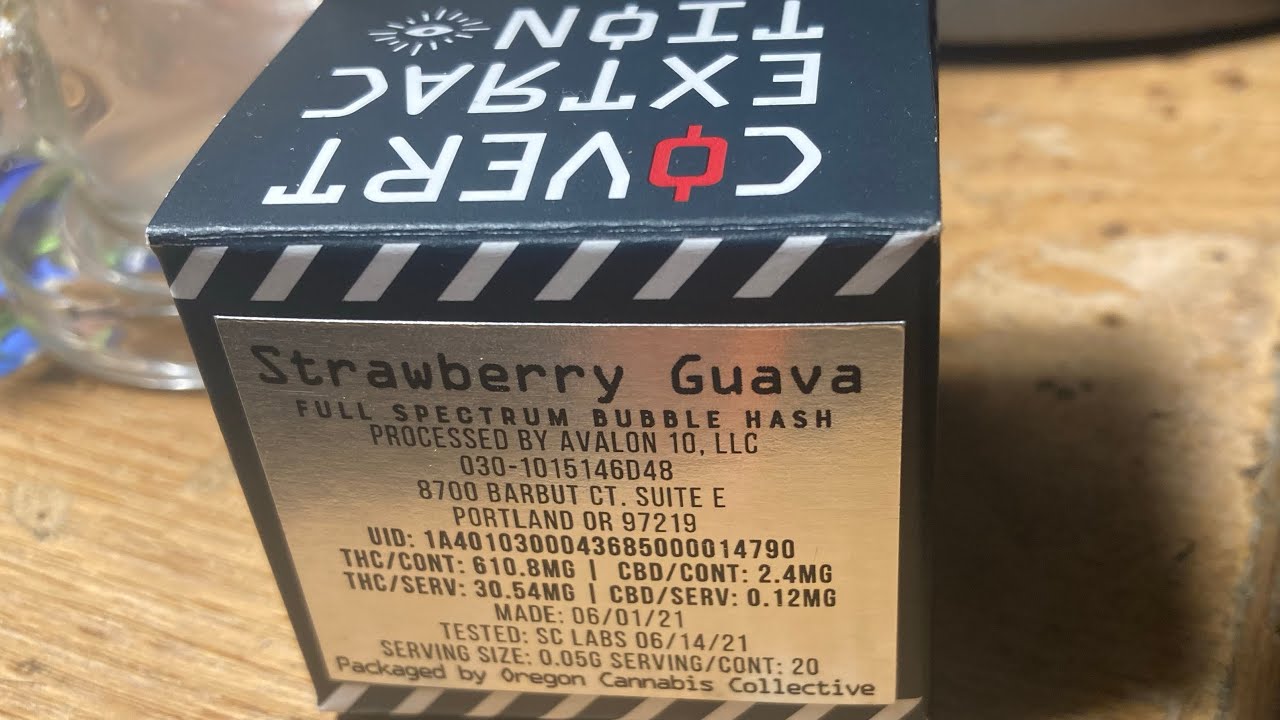 COVERT
EXTRAC
TION
Strawberry Guava
FULL SPECTRUM BUBBLE HASH
PROCESSED BY AVALON 10, LLC
030-1015146D48
8700 BARBUT CT. SUITE E
PORTLAND OR 97219
UID: 1A4010300043685000014790
THC/CONT: 610.8MG | CBD/CONT: 2.4MG
THC/SERV: 30.54MG | CBD/SERV: 0.12MG
MADE: 06/01/21
TESTED: SC LABS 06/14/21
SERVING SIZE: 0.05G SERVING/CONT: 20
Packaged by Oregon Cannabis Collective